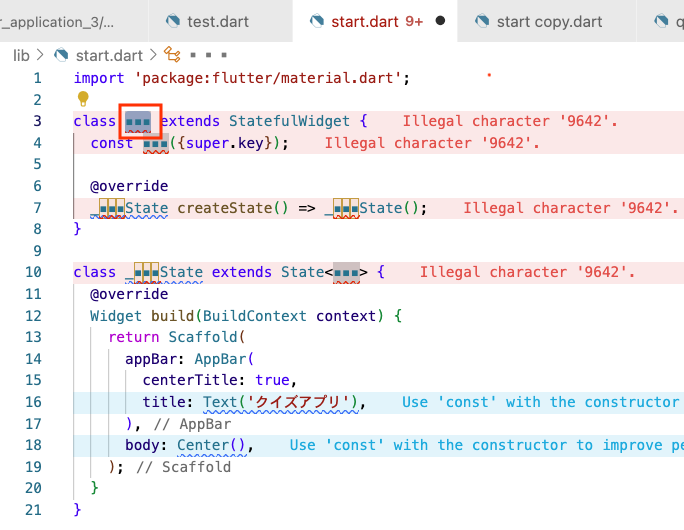 r_application_3/... test.dart start.dart 9+ ● start copy.dart q
lib > start.dart > ▪▪▪
1 import 'package:flutter/material.dart';
2
3 class ▪▪▪ extends StatefulWidget { Illegal character '9642'.
4 const ▪▪▪({super.key}); Illegal character '9642'.
5
6 @override
7 _▪▪▪State createState() => _▪▪▪State(); Illegal character '9642'.
8 }
9
10 class _▪▪▪State extends State<▪▪▪> { Illegal character '9642'.
11 @override
12 Widget build(BuildContext context) {
13 return Scaffold(
14 appBar: AppBar(
15 centerTitle: true,
16 title: Text('クイズアプリ'), Use 'const' with the constructor
17 ), // AppBar
18 body: Center(), Use 'const' with the constructor to improve pe
19 ); // Scaffold
20 }
21 }